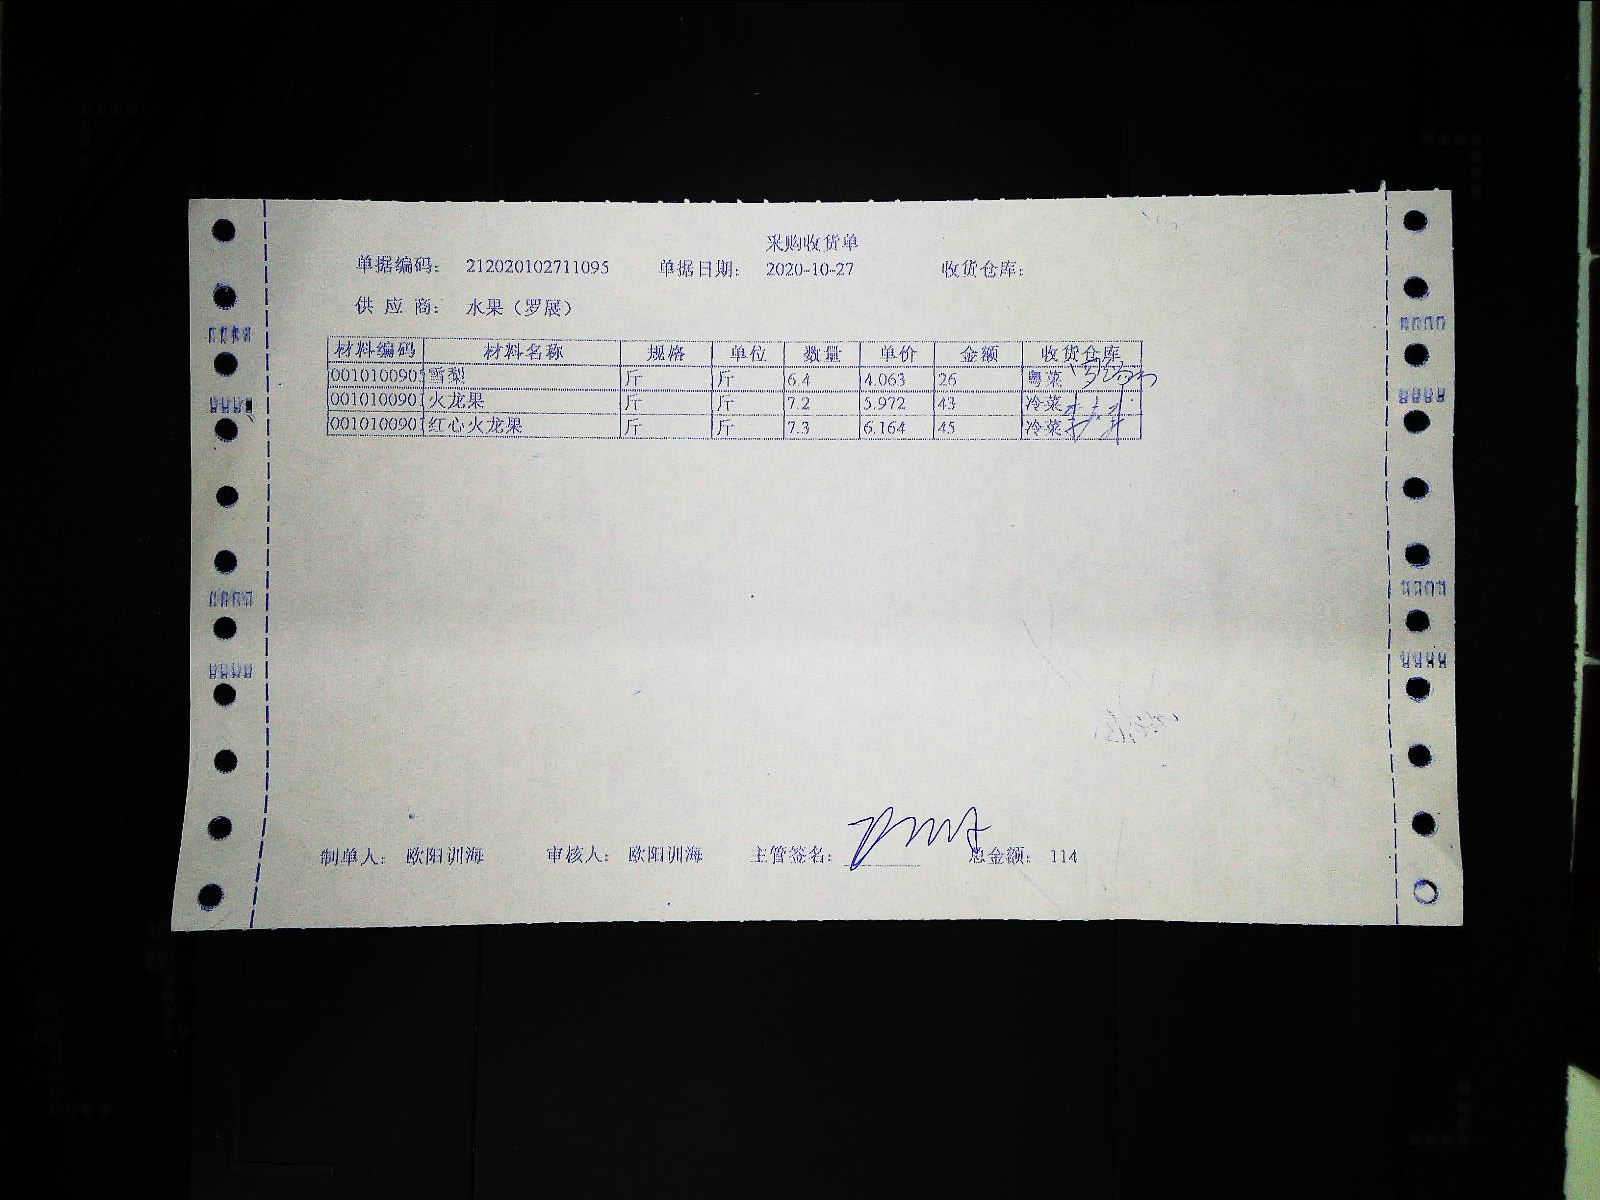 采购收货单
单据编码： 212020102711095 单据日期： 2020-10-27 收货仓库：
供 应 商： 水果（罗展）
材料编码 材料名称 规格 单位 数量 单价 金额 收货仓库
0010100905 雪梨 斤 斤 6.4 4.063 26 粤菜
001010090 火龙果 斤 斤 7.2 5.972 43 冷菜
001010090 红心火龙果 斤 斤 7.3 6.164 45 冷菜
制单人： 欧阳训海 审核人： 欧阳训海 主管签名： 总金额： 114